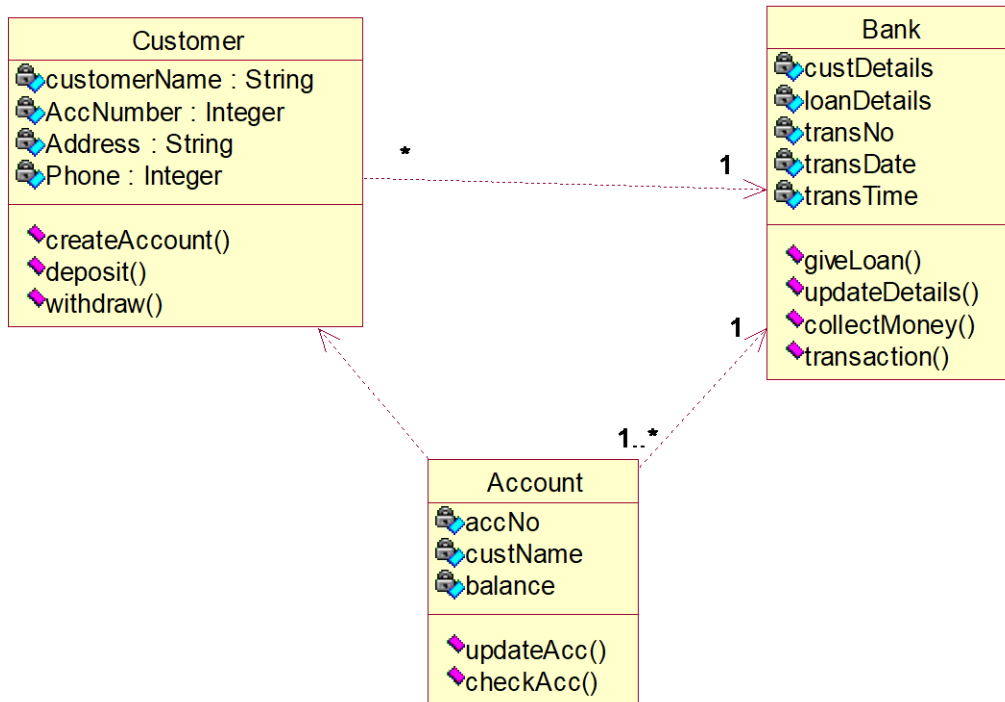 Customer
customerName : String
AccNumber : Integer
Address : String
Phone : Integer
createAccount()
deposit()
withdraw()
*
1
Bank
custDetails
loanDetails
transNo
transDate
transTime
giveLoan()
updateDetails()
collectMoney()
transaction()
1
1..*
Account
accNo
custName
balance
updateAcc()
checkAcc()